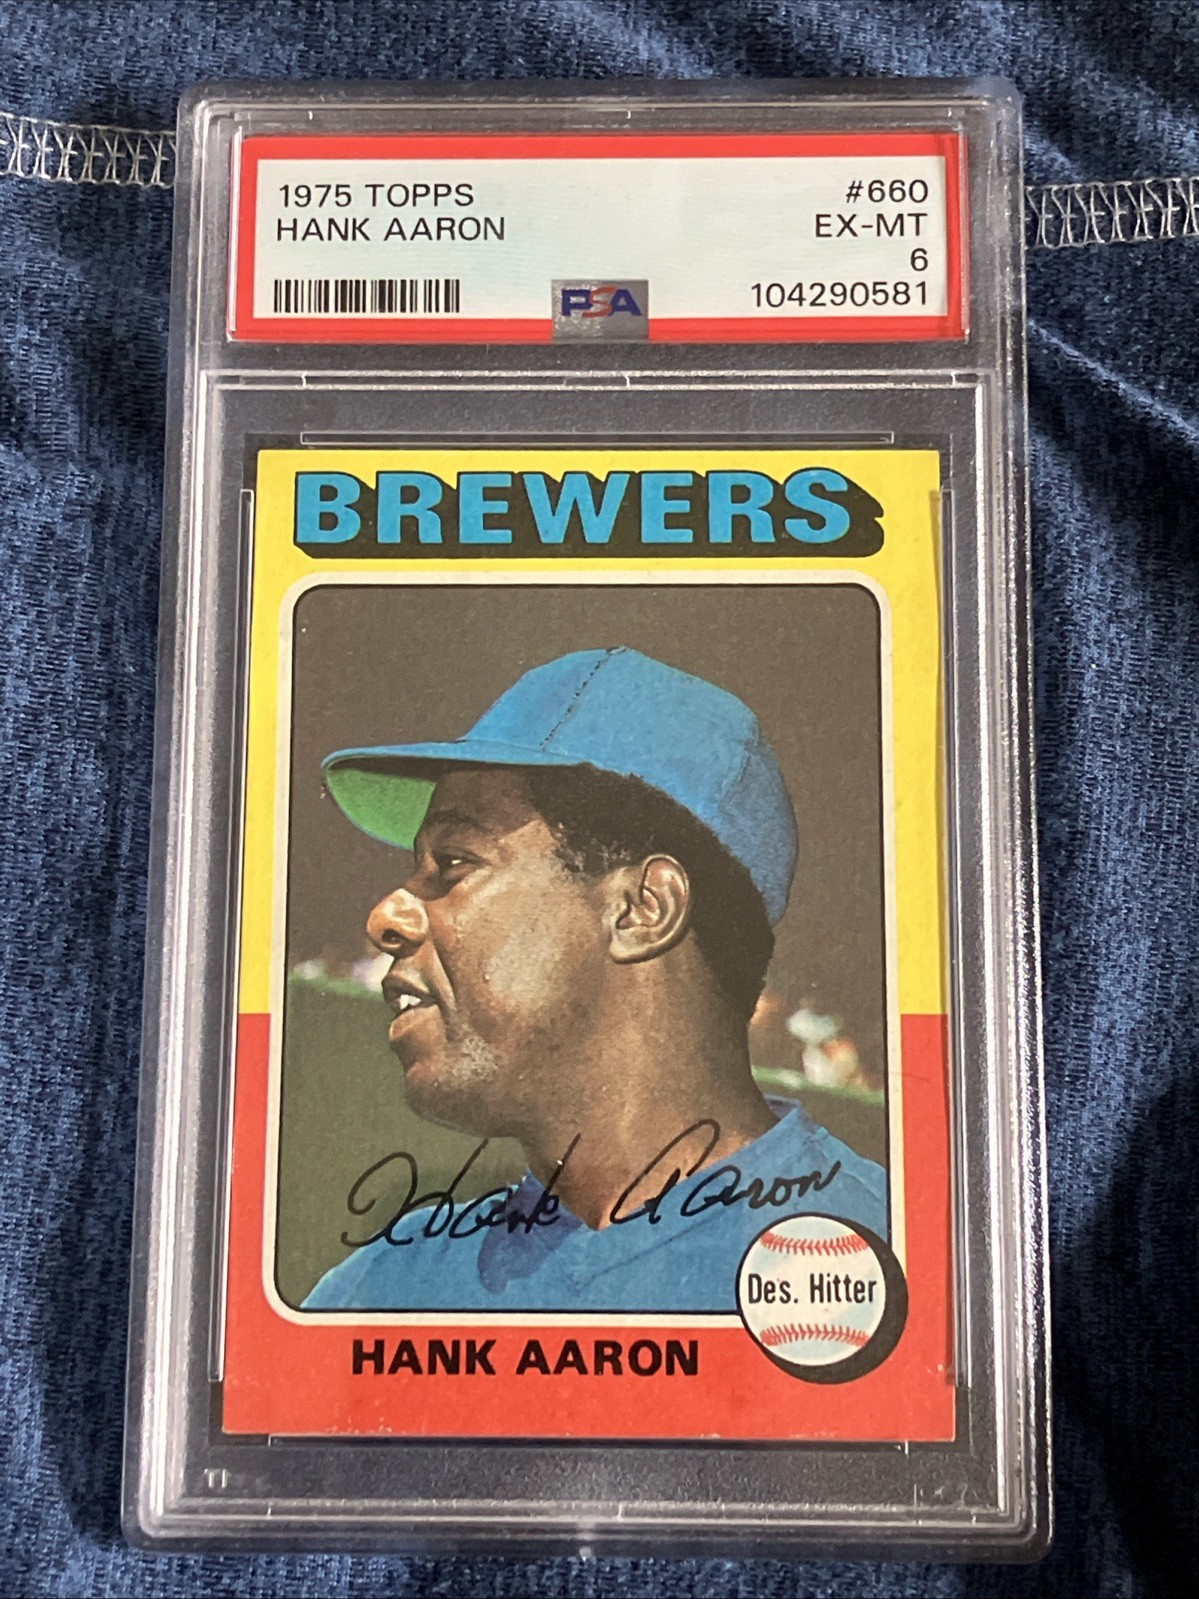 1975 TOPPS #660
HANK AARON EX-MT
6
PSA 104290581
BREWERS
Hank Aaron
Des. Hitter
HANK AARON